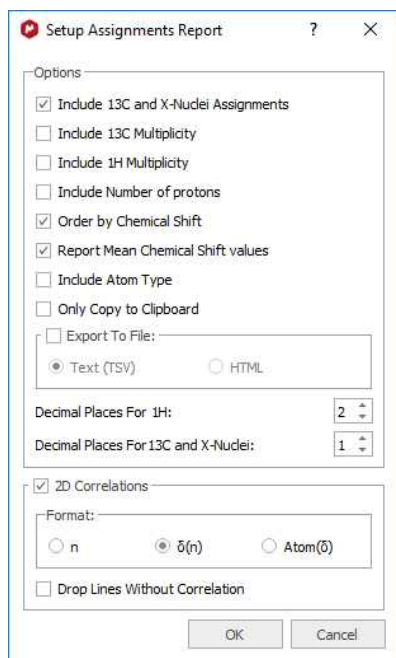 Setup Assignments Report ?
Options
Include 13C and X-Nuclei Assignments
Include 13C Multiplicity
Include 1H Multiplicity
Include Number of protons
Order by Chemical Shift
Report Mean Chemical Shift values
Include Atom Type
Only Copy to Clipboard
Export To File:
Text (TSV) HTML
Decimal Places For 1H: 2
Decimal Places For13C and X-Nuclei: 1
2D Correlations
Format:
n δ(n) Atom(δ)
Drop Lines Without Correlation
OK Cancel